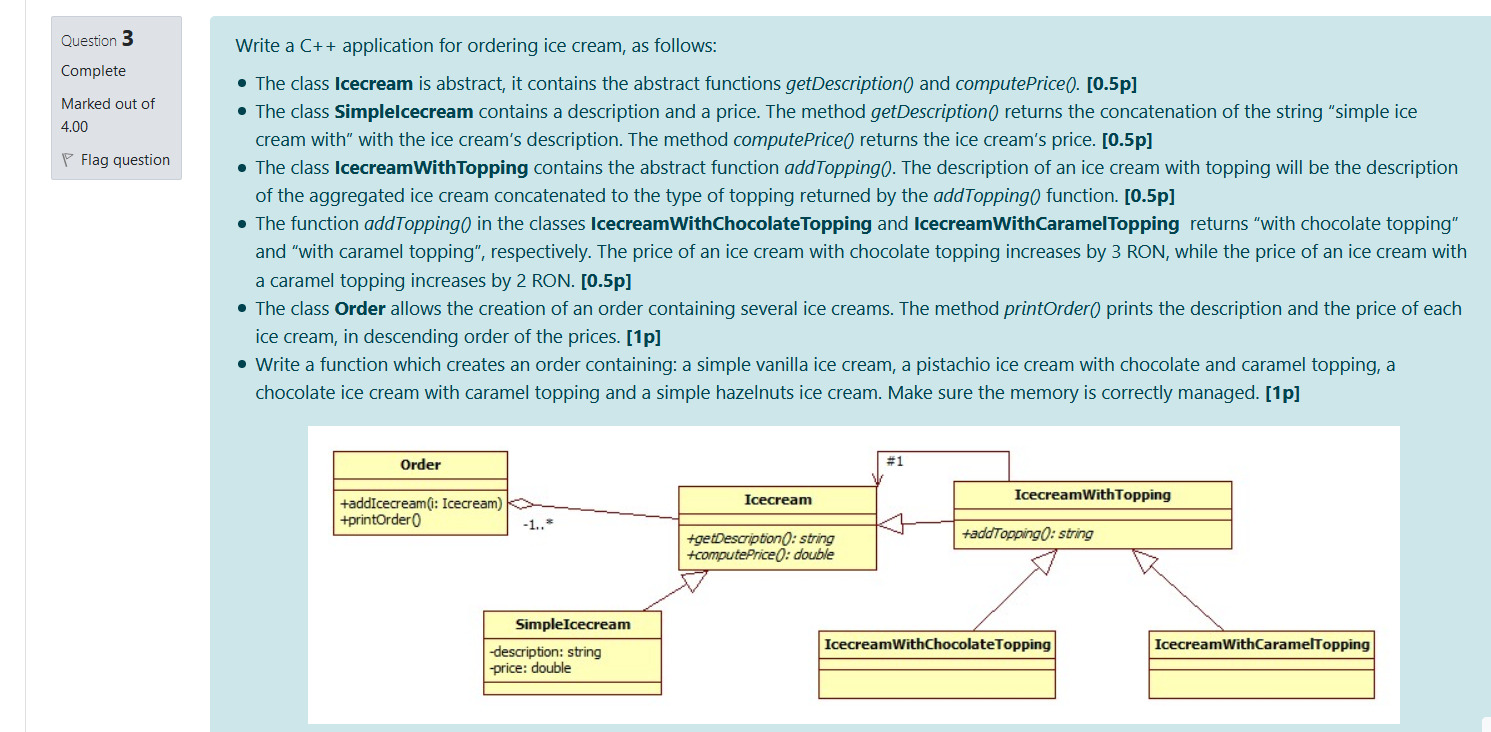 Question 3
Complete
Marked out of
4.00
Flag question
Write a C++ application for ordering ice cream, as follows:
• The class Icecream is abstract, it contains the abstract functions getDescription() and computePrice(). [0.5p]
• The class SimpleIcecream contains a description and a price. The method getDescription() returns the concatenation of the string "simple ice
cream with" with the ice cream's description. The method computePrice() returns the ice cream's price. [0.5p]
• The class IcecreamWithTopping contains the abstract function addTopping(). The description of an ice cream with topping will be the description
of the aggregated ice cream concatenated to the type of topping returned by the addTopping() function. [0.5p]
• The function addTopping() in the classes IcecreamWithChocolateTopping and IcecreamWithCaramelTopping returns "with chocolate topping"
and "with caramel topping", respectively. The price of an ice cream with chocolate topping increases by 3 RON, while the price of an ice cream with
a caramel topping increases by 2 RON. [0.5p]
• The class Order allows the creation of an order containing several ice creams. The method printOrder() prints the description and the price of each
ice cream, in descending order of the prices. [1p]
• Write a function which creates an order containing: a simple vanilla ice cream, a pistachio ice cream with chocolate and caramel topping, a
chocolate ice cream with caramel topping and a simple hazelnuts ice cream. Make sure the memory is correctly managed. [1p]
Order
+addIcecream(i: Icecream)
+printOrder()
-1..*
Icecream
+getDescription(): string
+computePrice(): double
#1
IcecreamWithTopping
+addTopping(): string
SimpleIcecream
-description: string
-price: double
IcecreamWithChocolateTopping
IcecreamWithCaramelTopping